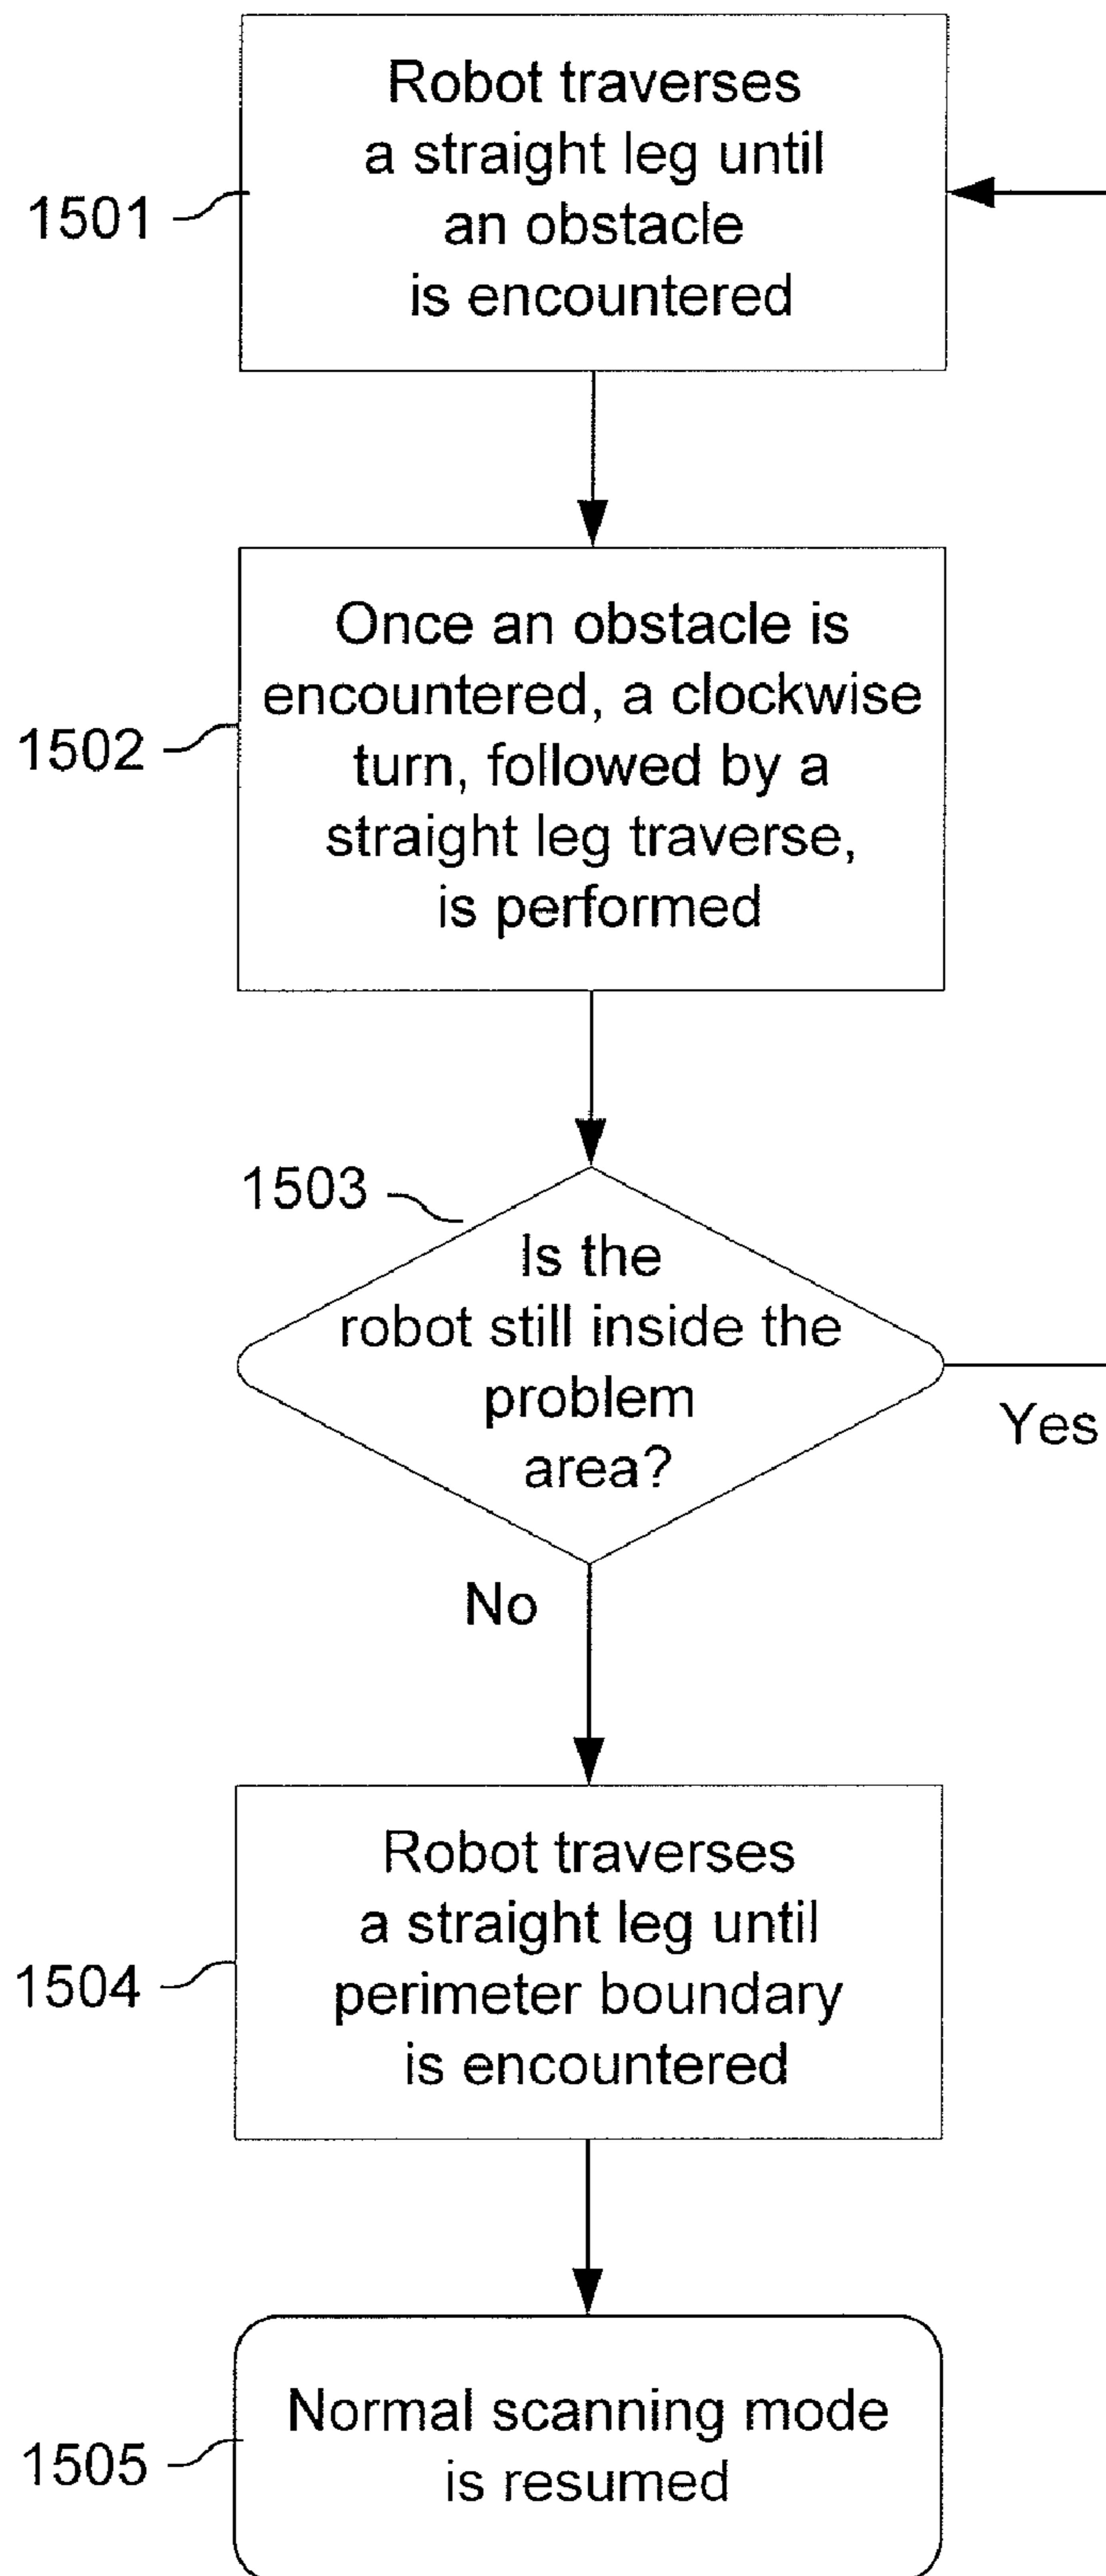 Robot traverses
a straight leg until
an obstacle
is encountered
1501
Once an obstacle is
encountered, a clockwise
turn, followed by a
straight leg traverse,
is performed
1502
1503
Is the
robot still inside the
problem
area?
Yes
No
Robot traverses
a straight leg until
perimeter boundary
is encountered
1504
Normal scanning mode
is resumed
1505